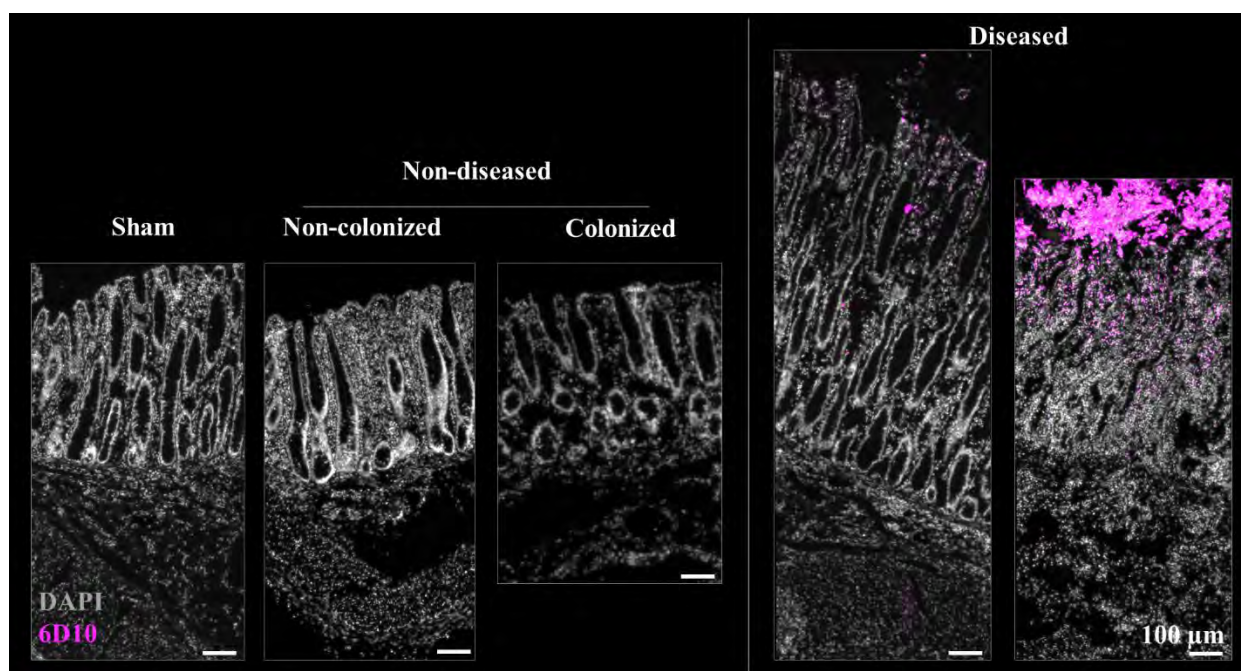 Diseased
Non-diseased
Sham
Non-colonized
Colonized
DAPI
6D10
100 µm